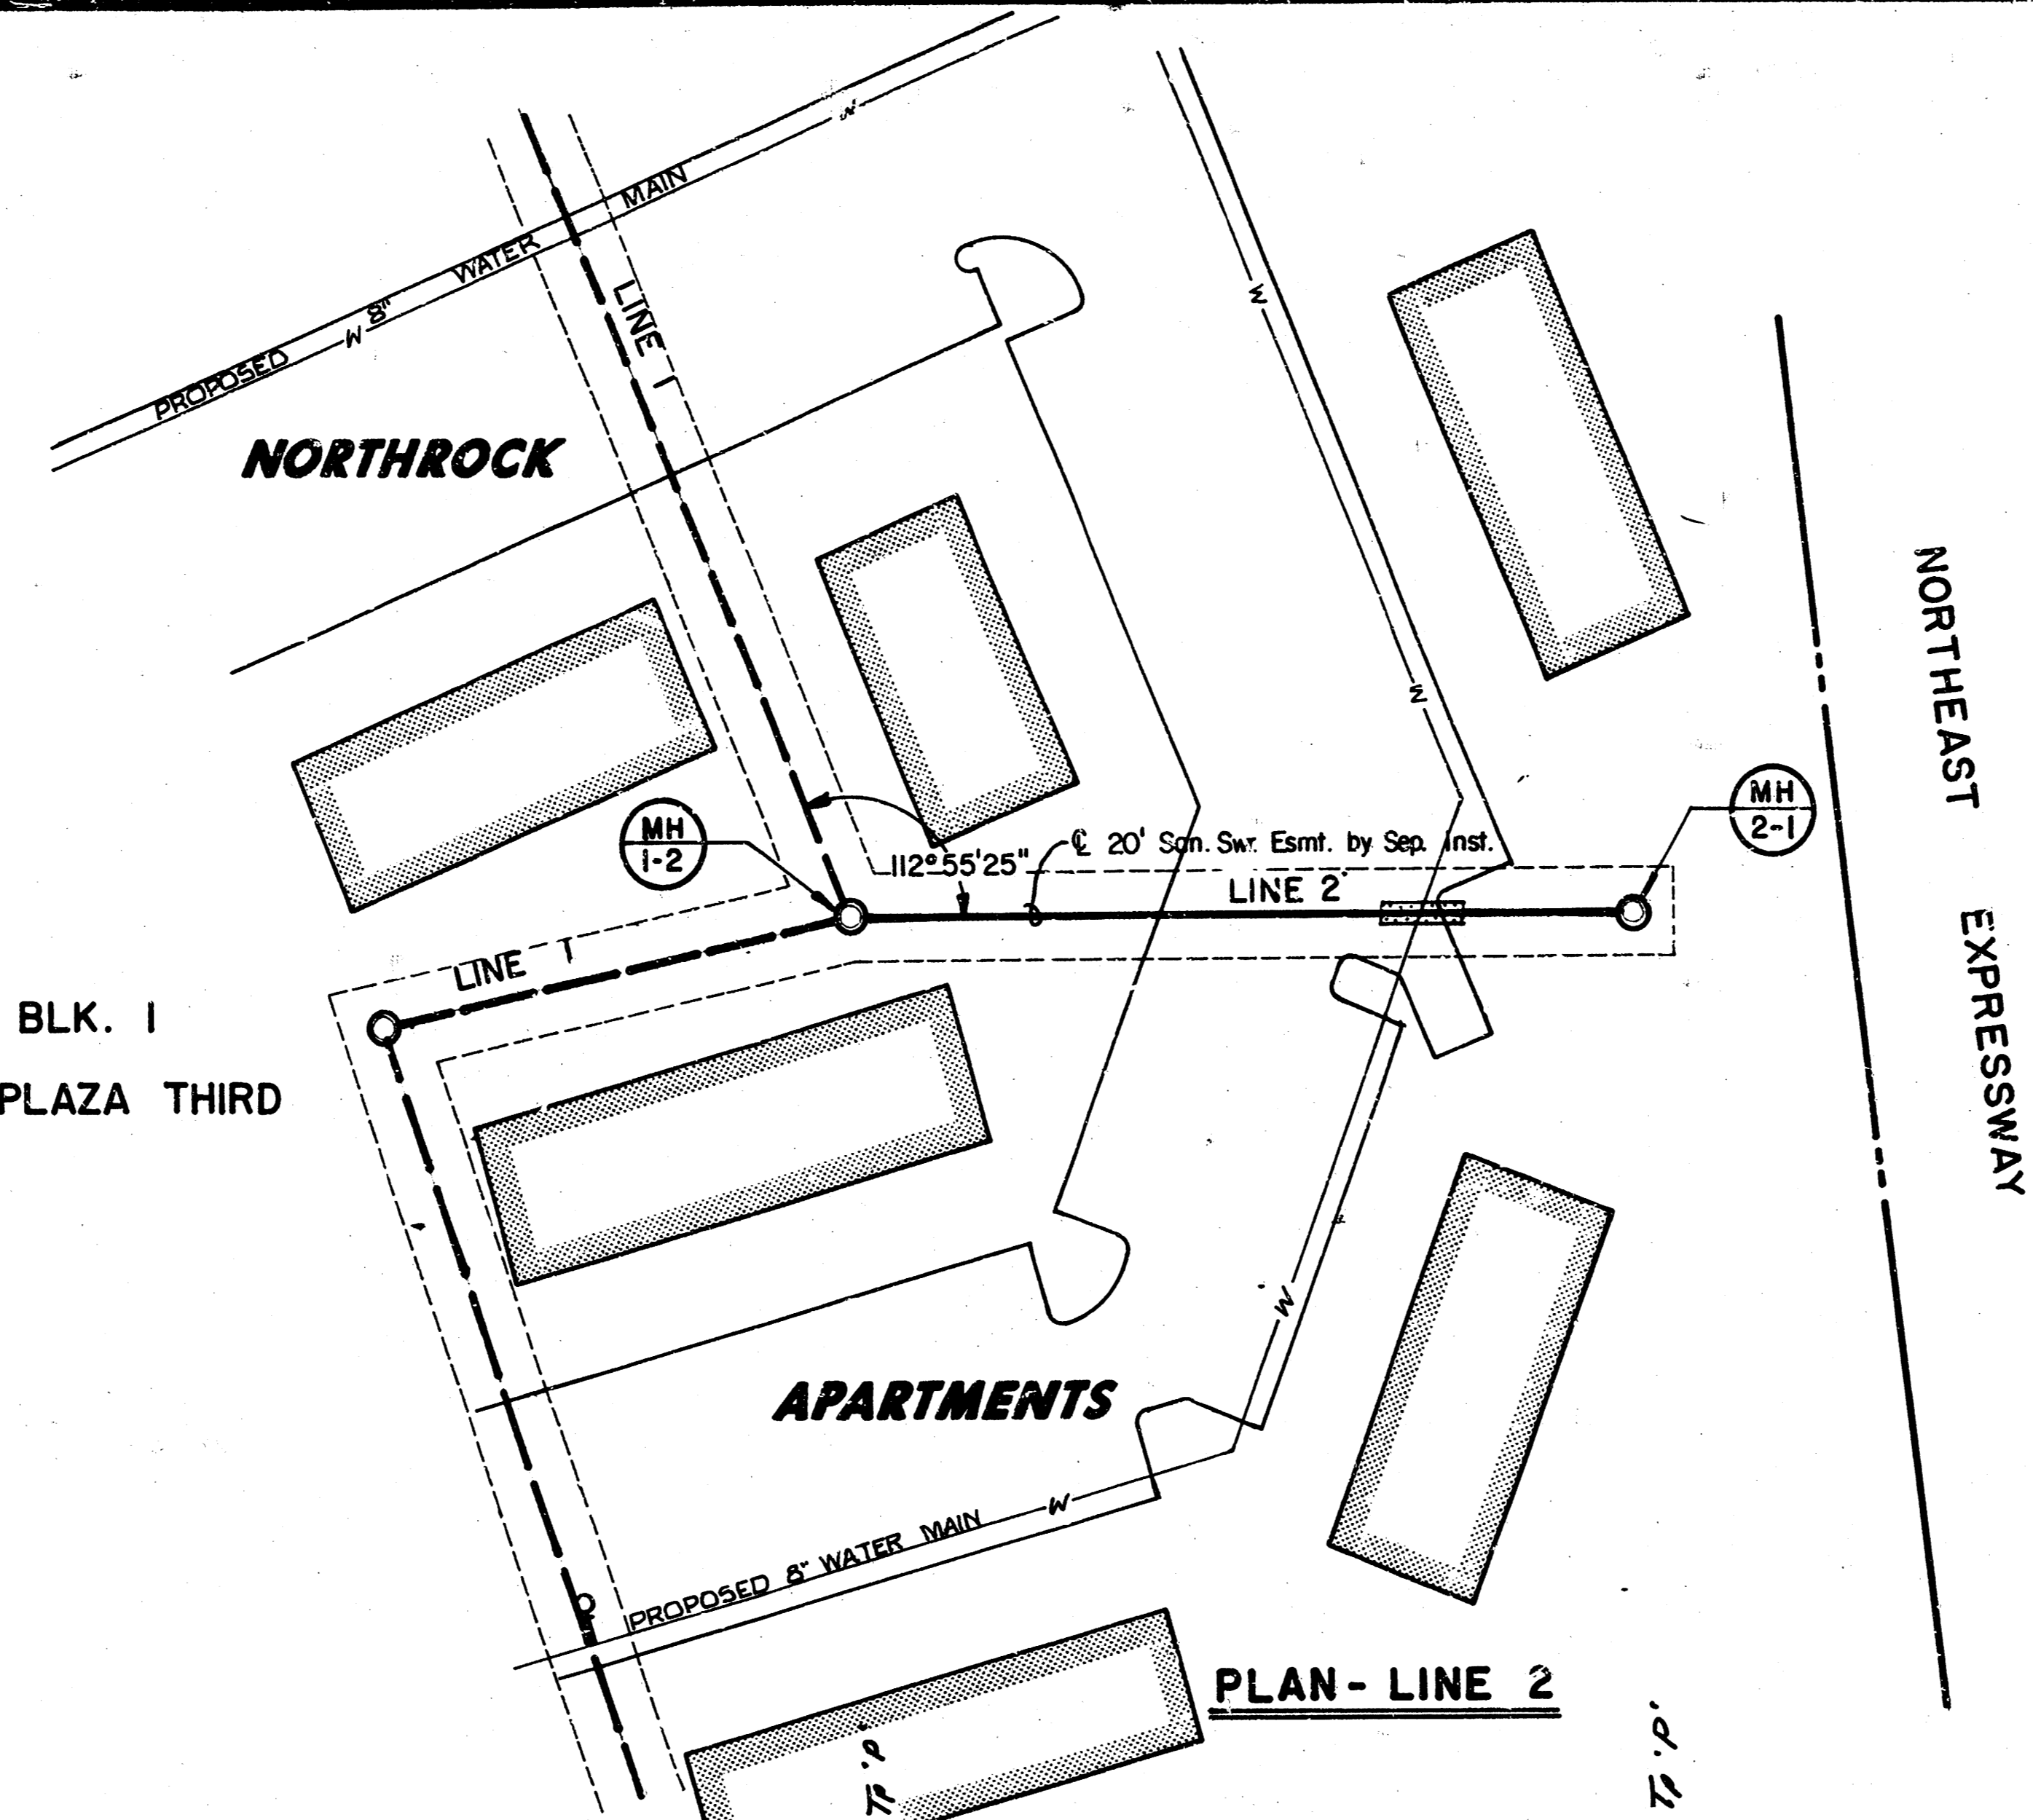 PROPOSED 8" WATER MAIN
W
W
LINE 1
NORTHROCK
W
W
NORTHEAST EXPRESSWAY
MH
1-2
MH
2-1
112°55'25"
℄ 20' San. Swr. Esmt. by Sep. Inst.
LINE 2
LINE 1
BLK. 1
PLAZA THIRD
W
APARTMENTS
PROPOSED 8" WATER MAIN
W
PLAN - LINE 2